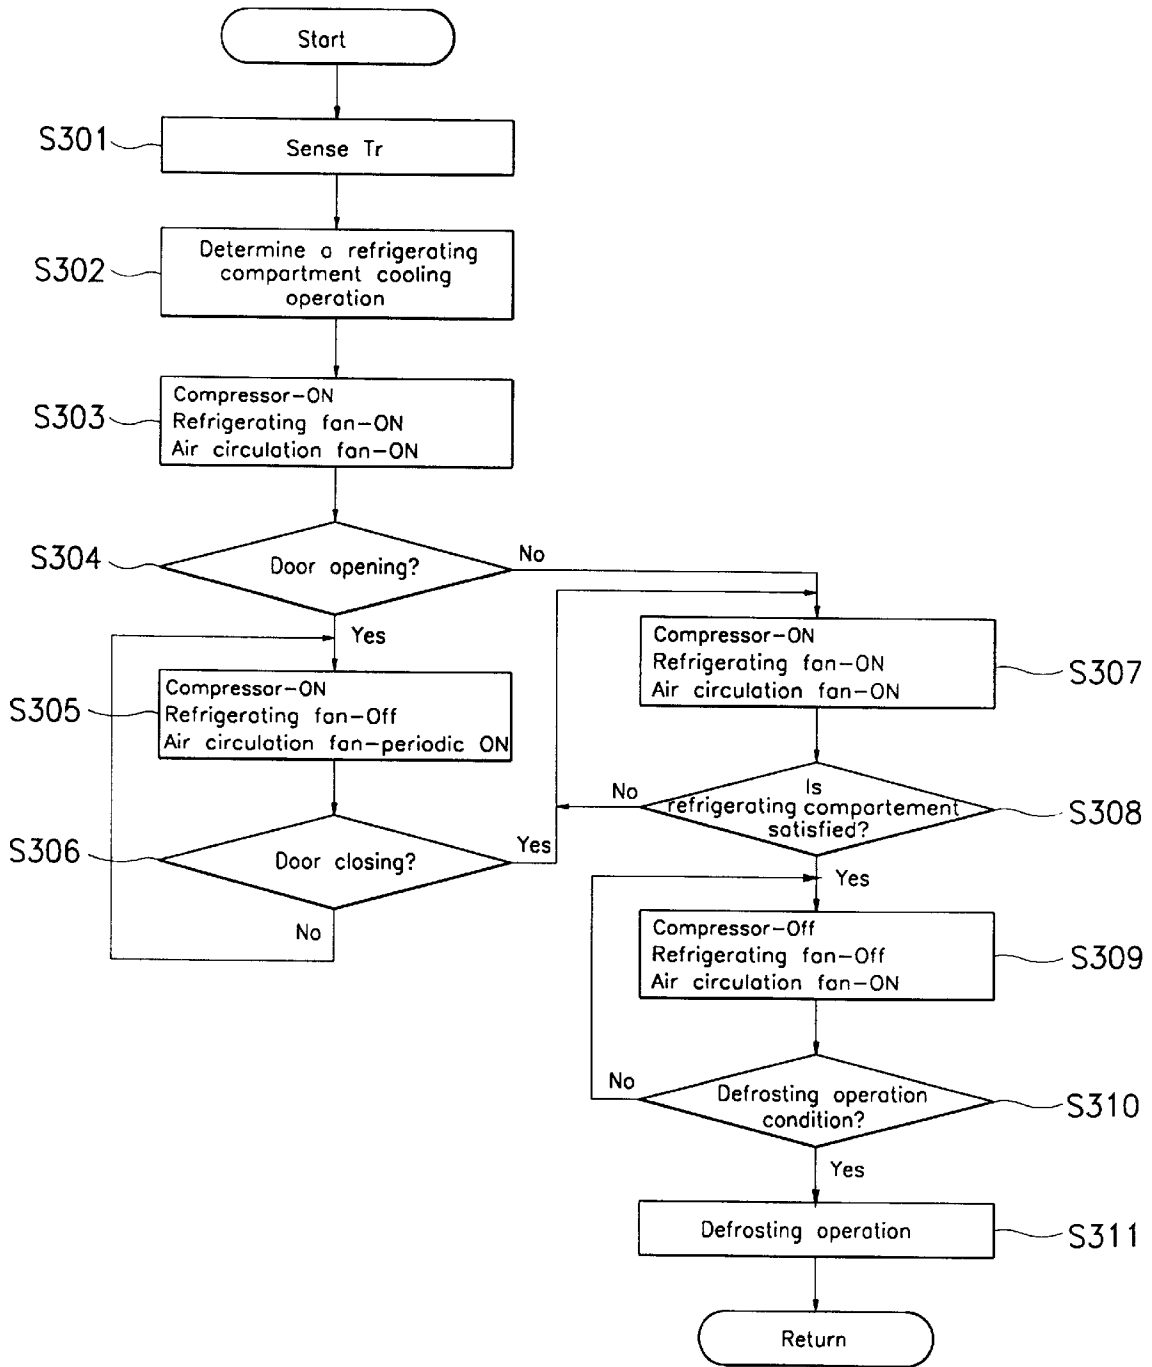 Start
S301
Sense Tr
S302
Determine a refrigerating
compartment cooling
operation
S303
Compressor-ON
Refrigerating fan-ON
Air circulation fan-ON
S304
Door opening?
No
Yes
S305
Compressor-ON
Refrigerating fan-Off
Air circulation fan-periodic ON
S306
Door closing?
Yes
No
Compressor-ON
Refrigerating fan-ON
Air circulation fan-ON
S307
Is
refrigerating compartement
satisfied?
S308
No
Yes
Compressor-Off
Refrigerating fan-Off
Air circulation fan-ON
S309
Defrosting operation
condition?
S310
No
Yes
Defrosting operation
S311
Return